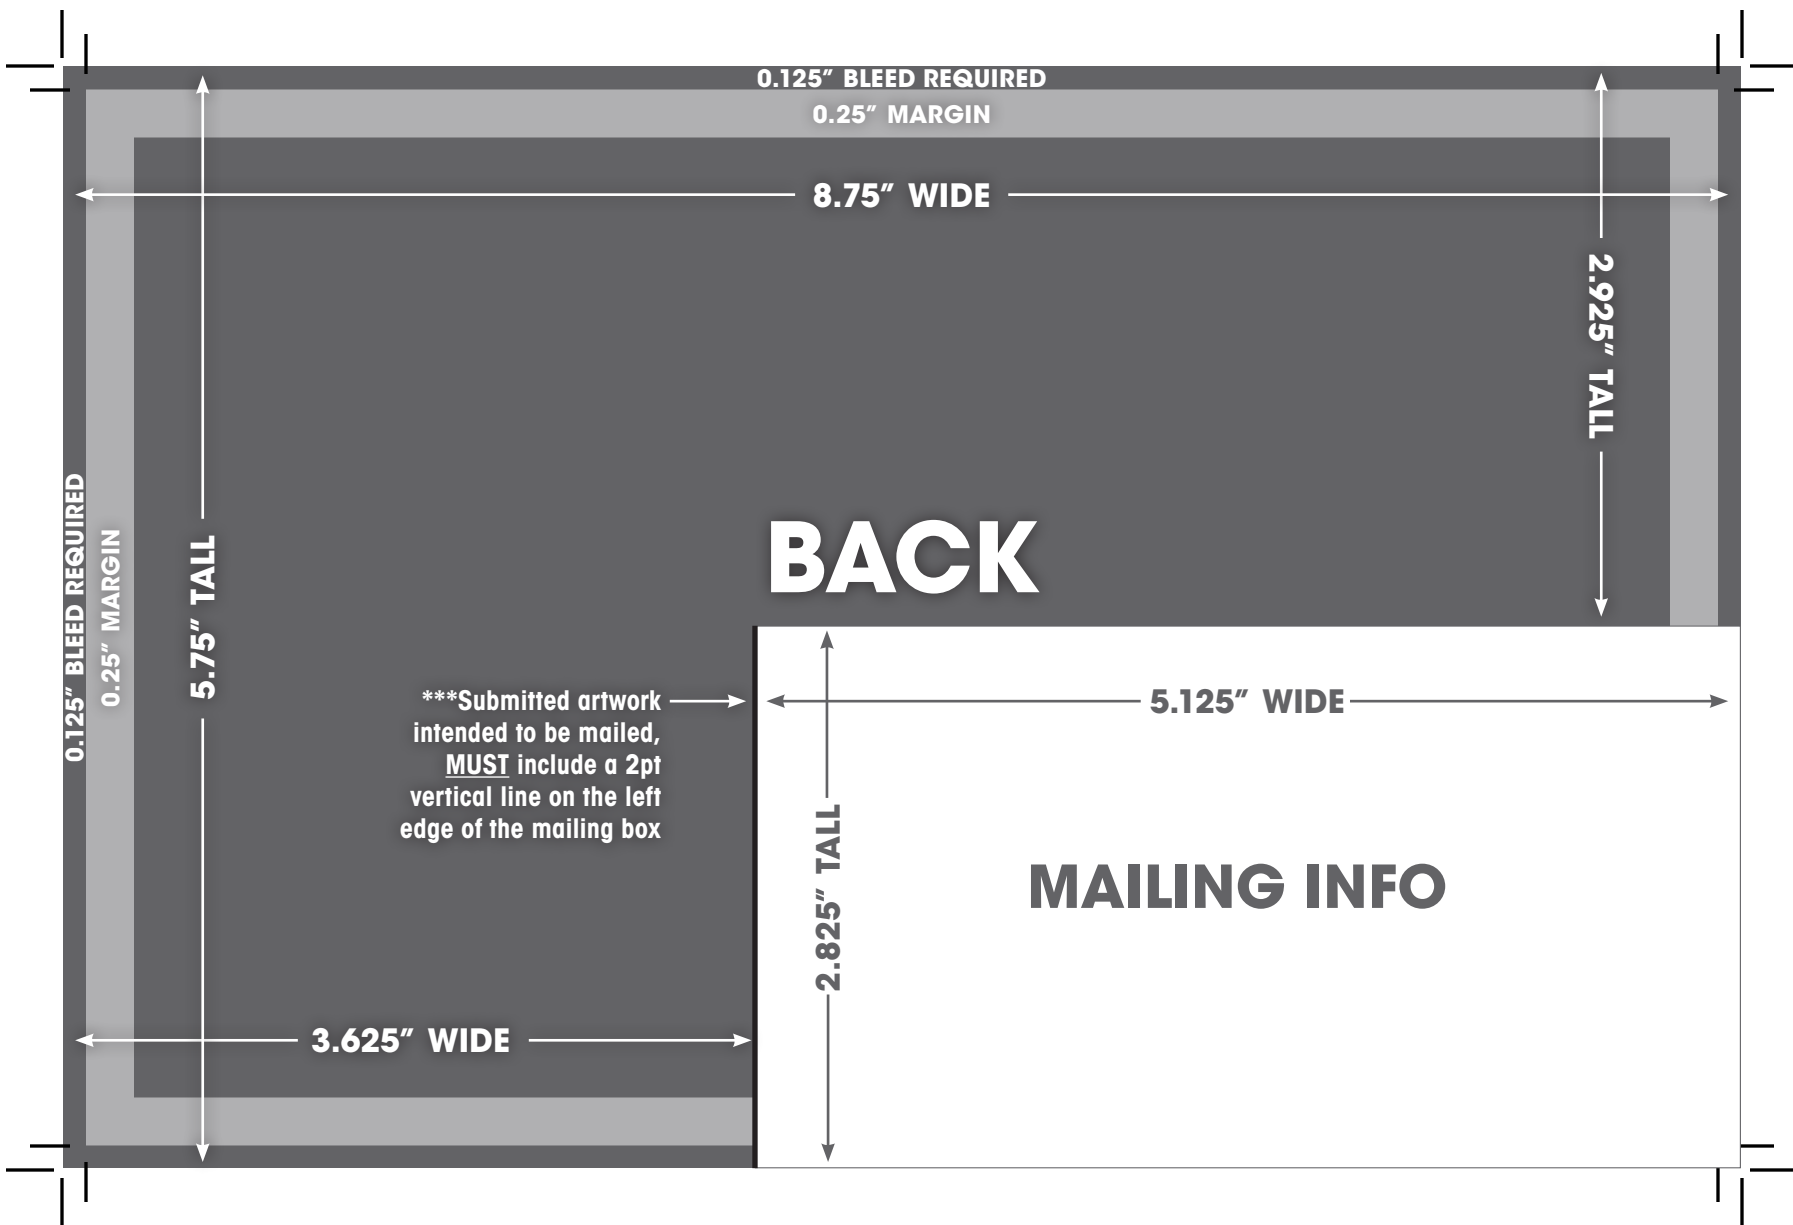 0.125" BLEED REQUIRED
0.25" MARGIN
8.75" WIDE
2.925" TALL
0.125" BLEED REQUIRED
0.25" MARGIN
5.75" TALL
BACK
***Submitted artwork
intended to be mailed,
MUST include a 2pt
vertical line on the left
edge of the mailing box
5.125" WIDE
2.825" TALL
MAILING INFO
3.625" WIDE